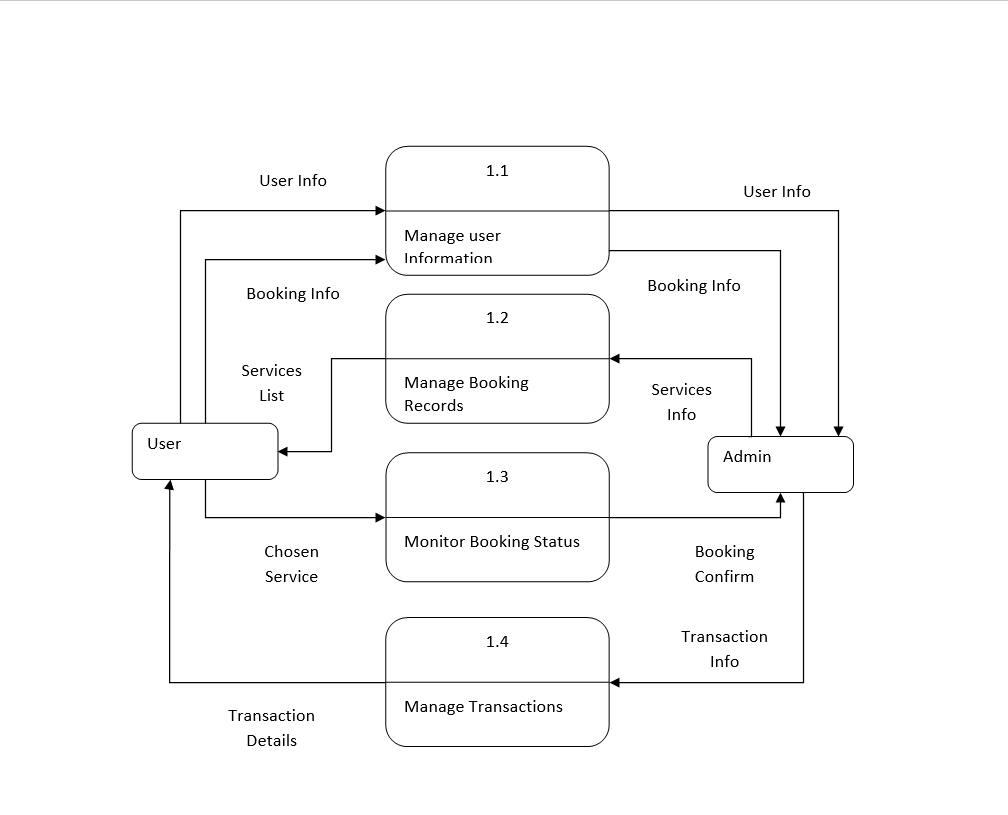 1.1
User Info
User Info
Manage user
Information
Booking Info
Booking Info
1.2
Services
List
Manage Booking
Records
Services
Info
User
Admin
1.3
Monitor Booking Status
Chosen
Service
Booking
Confirm
1.4
Transaction
Info
Manage Transactions
Transaction
Details